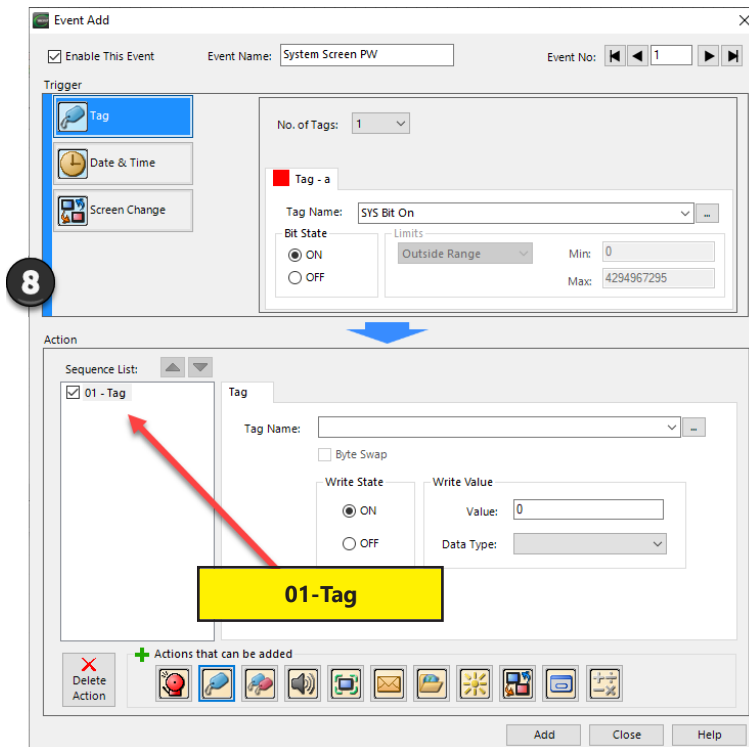 Event Add
Enable This Event Event Name: System Screen PW Event No: 1
Trigger
Tag
Date & Time
Screen Change
No. of Tags: 1
Tag - a
Tag Name: SYS Bit On ...
Bit State Limits
ON Outside Range Min: 0
OFF Max: 4294967295
8
Action
Sequence List:
01 - Tag
Tag
Tag Name: ...
Byte Swap
Write State Write Value
ON Value: 0
OFF Data Type:
01-Tag
Actions that can be added
Delete
Action
Add Close Help